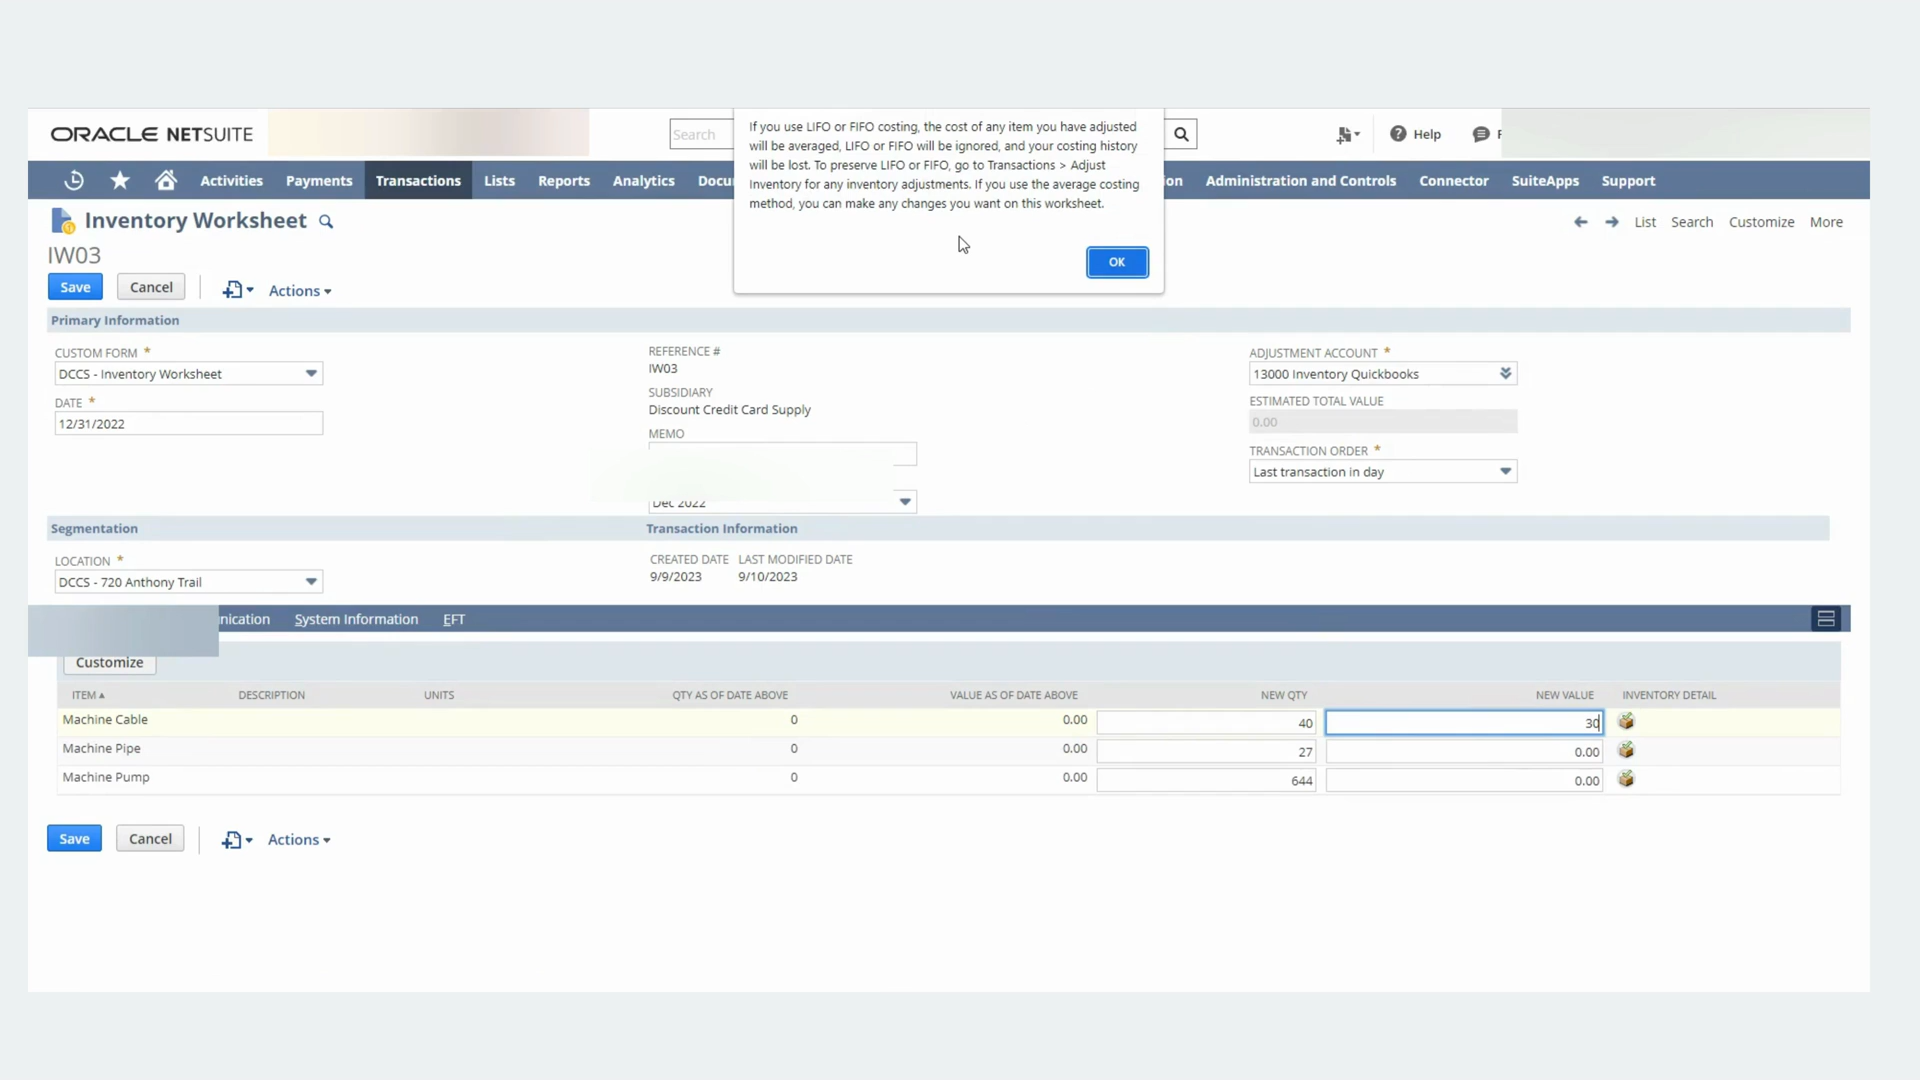 ORACLE NETSUITE
Search
If you use LIFO or FIFO costing, the cost of any item you have adjusted
will be averaged, LIFO or FIFO will be ignored, and your costing history
will be lost. To preserve LIFO or FIFO, go to Transactions > Adjust
Inventory for any inventory adjustments. If you use the average costing
method, you can make any changes you want on this worksheet.
OK
Help
Activities Payments Transactions Lists Reports Analytics Administration and Controls Connector SuiteApps Support
Inventory Worksheet
List Search Customize More
IW03
Save Cancel Actions
Primary Information
CUSTOM FORM *
DCCS - Inventory Worksheet
DATE *
12/31/2022
REFERENCE #
IW03
SUBSIDIARY
Discount Credit Card Supply
MEMO
Dec 2022
ADJUSTMENT ACCOUNT *
13000 Inventory Quickbooks
ESTIMATED TOTAL VALUE
0.00
TRANSACTION ORDER *
Last transaction in day
Segmentation
LOCATION *
DCCS - 720 Anthony Trail
Transaction Information
CREATED DATE LAST MODIFIED DATE
9/9/2023 9/10/2023
System Information EFT
Customize
ITEM DESCRIPTION UNITS QTY AS OF DATE ABOVE VALUE AS OF DATE ABOVE NEW QTY NEW VALUE INVENTORY DETAIL
Machine Cable 0 0.00 40 30
Machine Pipe 0 0.00 27 0.00
Machine Pump 0 0.00 644 0.00
Save Cancel Actions